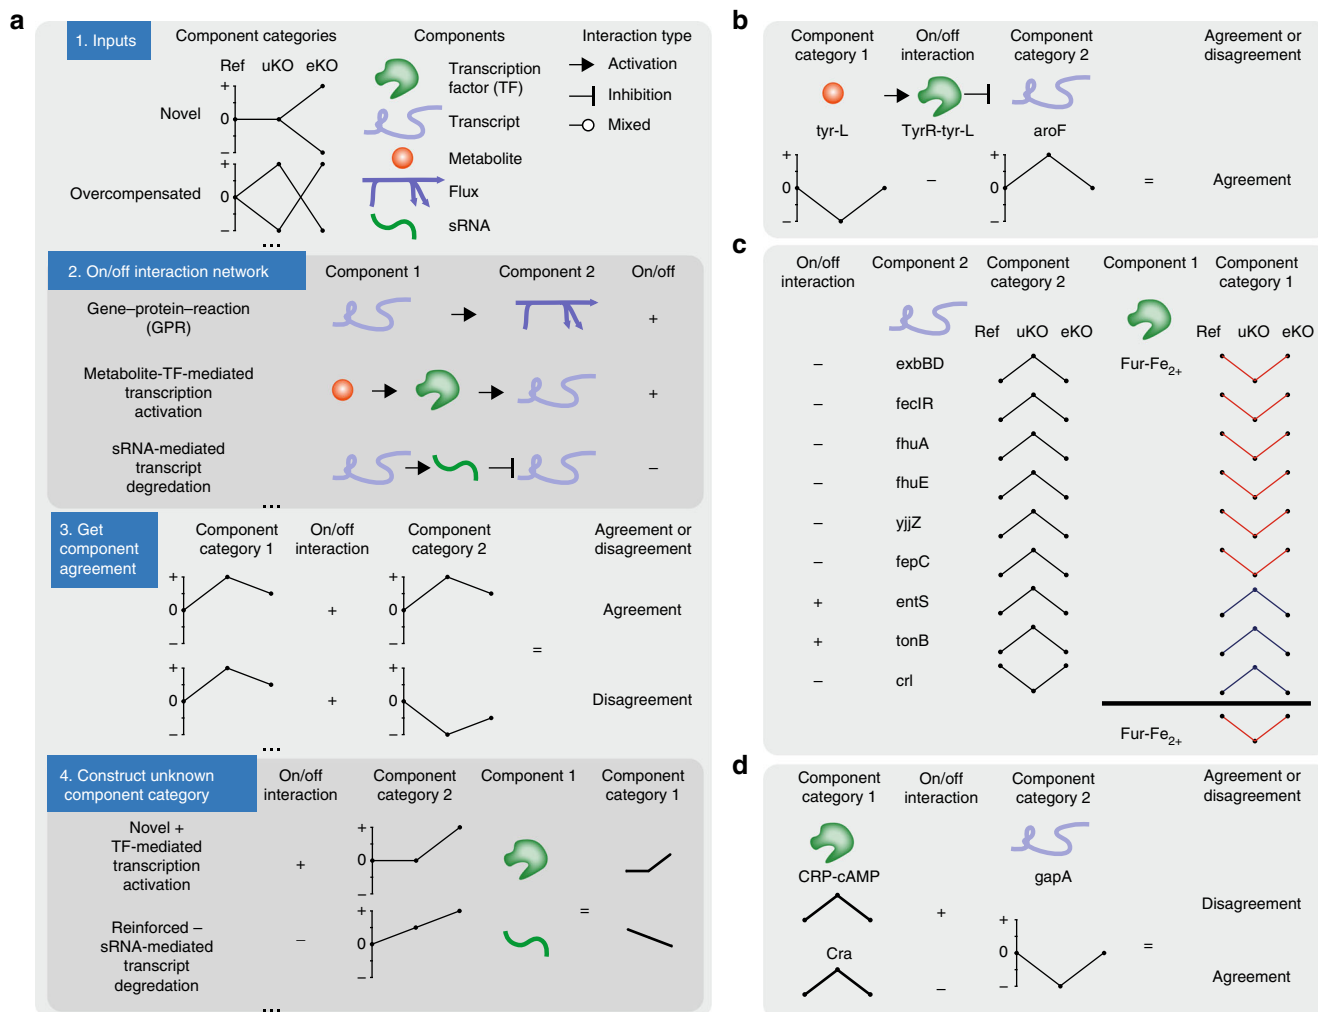 a
1. Inputs
Component categories
Components
Interaction type
Ref uKO eKO
Novel
+
0
–
Overcompensated
+
0
–
...
Transcription
factor (TF)
Transcript
Metabolite
Flux
sRNA
Activation
Inhibition
Mixed
2. On/off interaction network
Component 1
Component 2
On/off
Gene–protein–reaction
(GPR)
+
Metabolite-TF-mediated
transcription
activation
+
sRNA-mediated
transcript
degredation
–
...
3. Get
component
agreement
Component
category 1
On/off
interaction
Component
category 2
Agreement or
disagreement
+
0
–
+
+
0
–
Agreement
=
+
0
–
+
+
0
–
Disagreement
...
4. Construct unknown
component category
On/off
interaction
Component
category 2
Component 1
Component
category 1
Novel +
TF-mediated
transcription
activation
+
+
0
–
=
Reinforced –
sRNA-mediated
transcript
degredation
–
+
0
–
...
b
Component
category 1
On/off
interaction
Component
category 2
Agreement or
disagreement
tyr-L
TyrR-tyr-L
aroF
+
0
–
–
+
0
–
=
Agreement
c
On/off
interaction
Component 2
Component
category 2
Component 1
Component
category 1
Ref uKO eKO
Ref uKO eKO
– exbBD
Fur-Fe2+
– fecIR
– fhuA
– fhuE
– yjjZ
– fepC
+ entS
+ tonB
– crl
Fur-Fe2+
d
Component
category 1
On/off
interaction
Component
category 2
Agreement or
disagreement
CRP-cAMP
gapA
+
Disagreement
+
0
–
=
Cra
–
Agreement